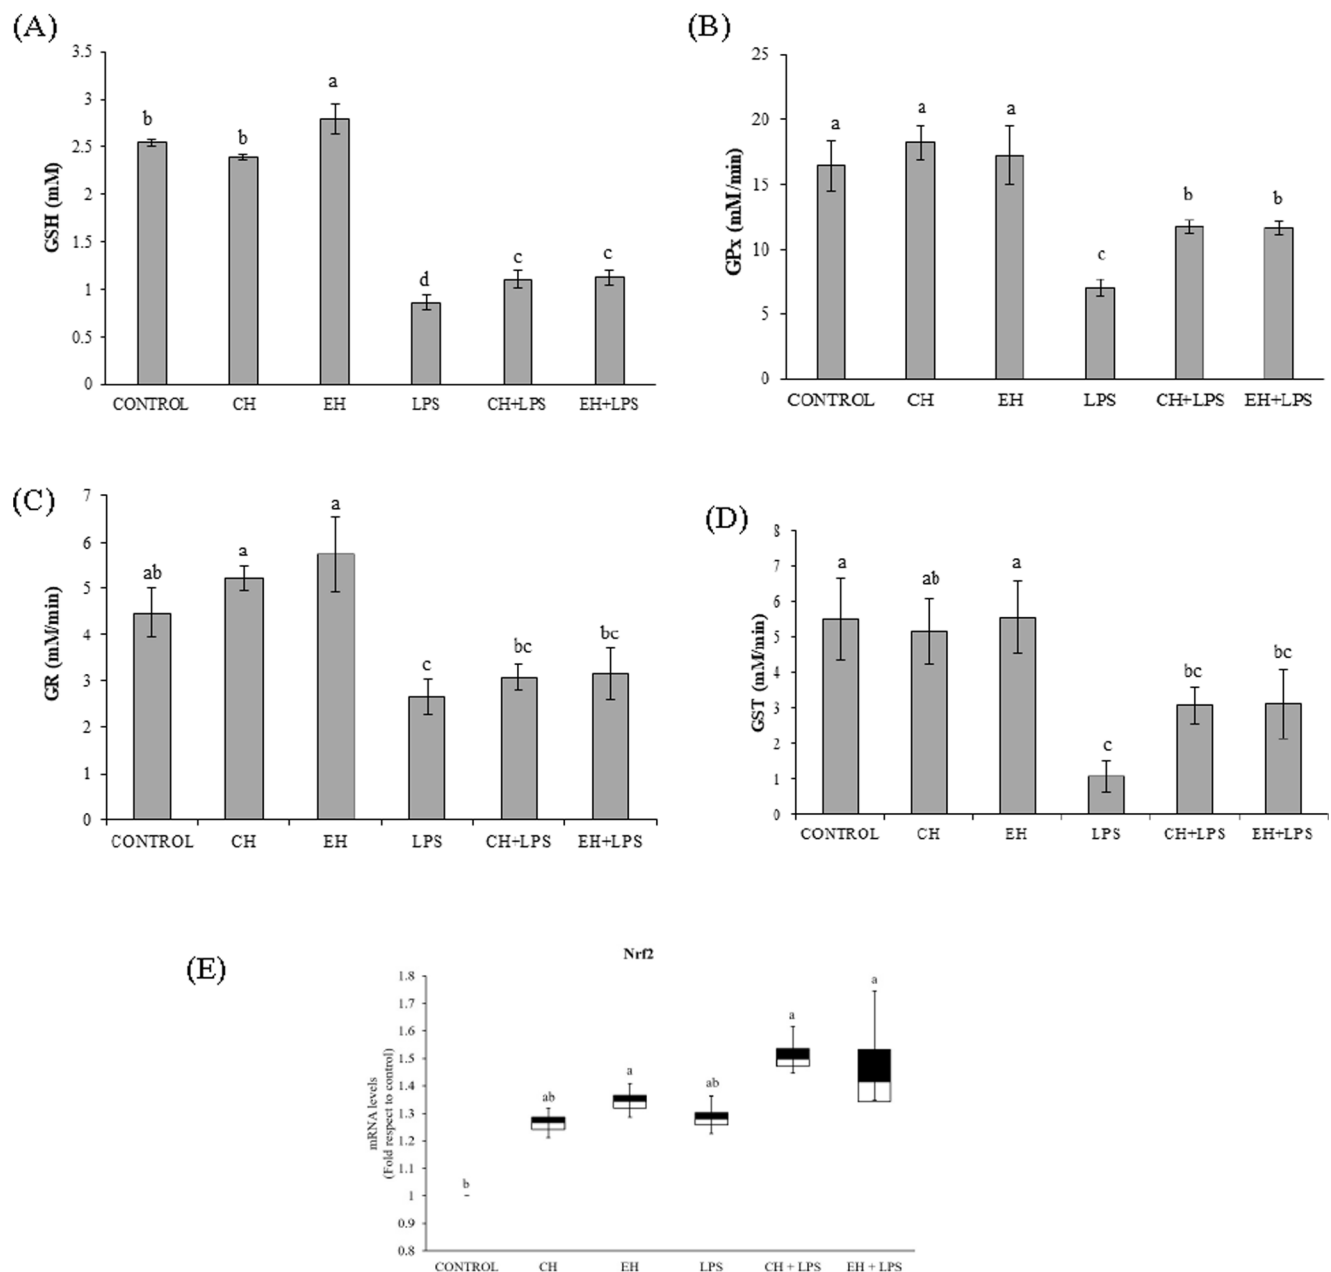 (A)
GSH (mM)
3.5
3
2.5
2
1.5
1
0.5
0
b
b
a
d
c
c
CONTROL CH EH LPS CH+LPS EH+LPS
(B)
GPx (mM/min)
25
20
15
10
5
0
a
a
a
c
b
b
CONTROL CH EH LPS CH+LPS EH+LPS
(C)
GR (mM/min)
7
6
5
4
3
2
1
0
ab
a
a
c
bc
bc
CONTROL CH EH LPS CH+LPS EH+LPS
(D)
GST (mM/min)
8
7
6
5
4
3
2
1
0
a
ab
a
c
bc
bc
CONTROL CH EH LPS CH+LPS EH+LPS
(E)
Nrf2
mRNA levels
(Fold respect to control)
1.8
1.7
1.6
1.5
1.4
1.3
1.2
1.1
1
0.9
0.8
b
ab
a
ab
a
a
CONTROL CH EH LPS CH + LPS EH + LPS